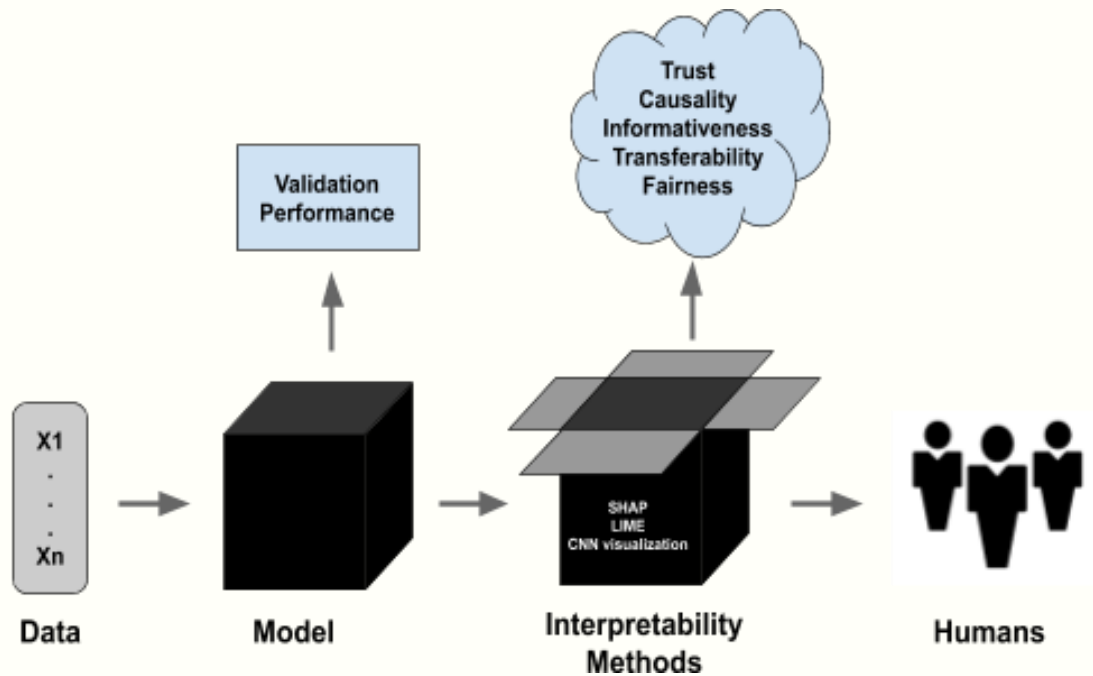 Trust
Causality
Informativeness
Transferability
Fairness
Validation
Performance
X1
.
.
.
.
Xn
SHAP
LIME
CNN visualization
Data
Model
Interpretability
Methods
Humans